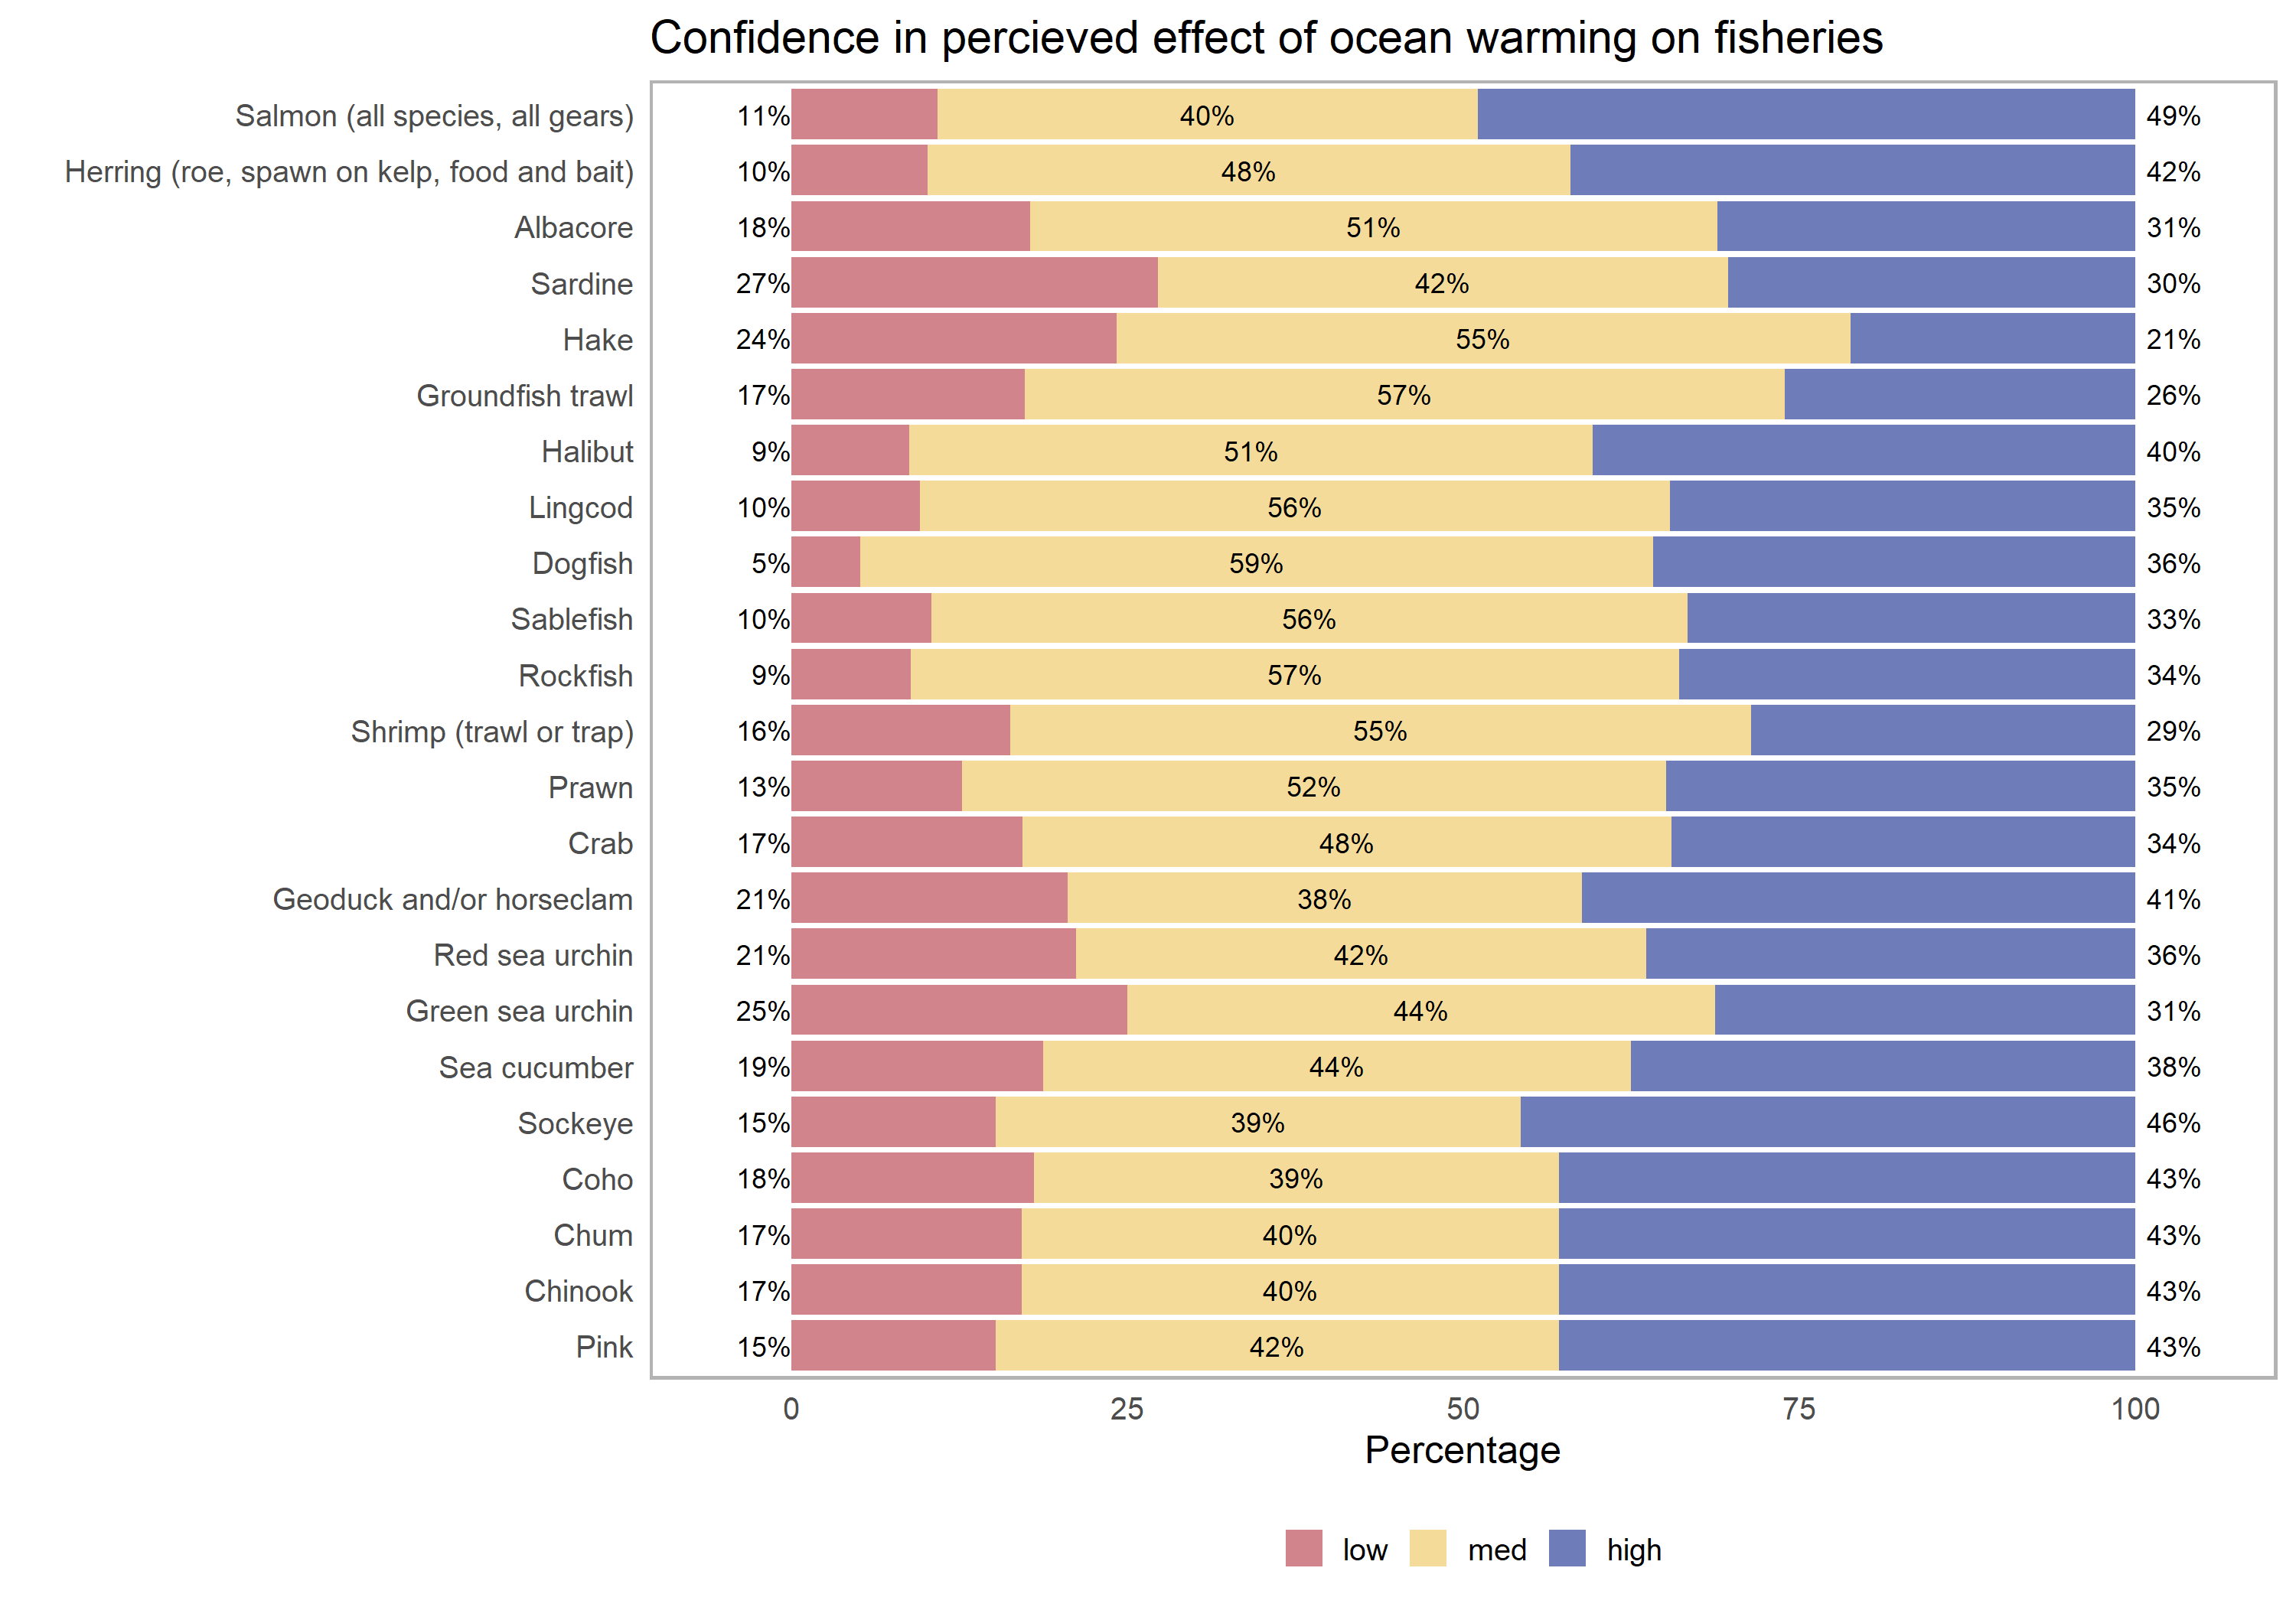 Confidence in percieved effect of ocean warming on fisheries
Salmon (all species, all gears) 11% 40% 49%
Herring (roe, spawn on kelp, food and bait) 10% 48% 42%
Albacore 18% 51% 31%
Sardine 27% 42% 30%
Hake 24% 55% 21%
Groundfish trawl 17% 57% 26%
Halibut 9% 51% 40%
Lingcod 10% 56% 35%
Dogfish 5% 59% 36%
Sablefish 10% 56% 33%
Rockfish 9% 57% 34%
Shrimp (trawl or trap) 16% 55% 29%
Prawn 13% 52% 35%
Crab 17% 48% 34%
Geoduck and/or horseclam 21% 38% 41%
Red sea urchin 21% 42% 36%
Green sea urchin 25% 44% 31%
Sea cucumber 19% 44% 38%
Sockeye 15% 39% 46%
Coho 18% 39% 43%
Chum 17% 40% 43%
Chinook 17% 40% 43%
Pink 15% 42% 43%
0 25 50 75 100
Percentage
low med high